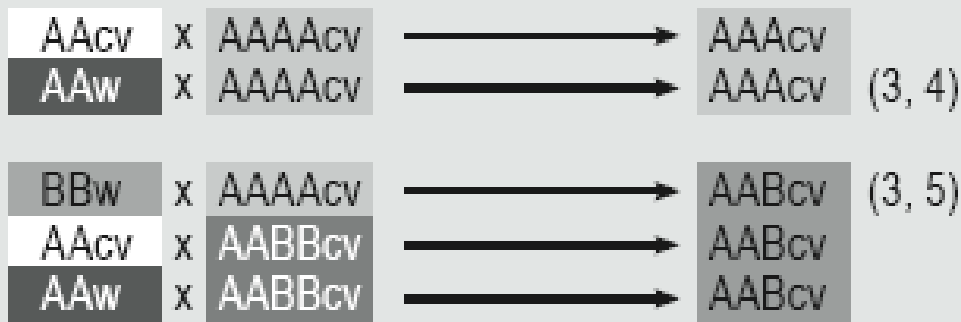 AAcv x AAAAcv AAAcv
AAw x AAAAcv AAAcv (3, 4)
BBw x AAAAcv AABcv (3, 5)
AAcv x AABBcv AABcv
AAw x AABBcv AABcv